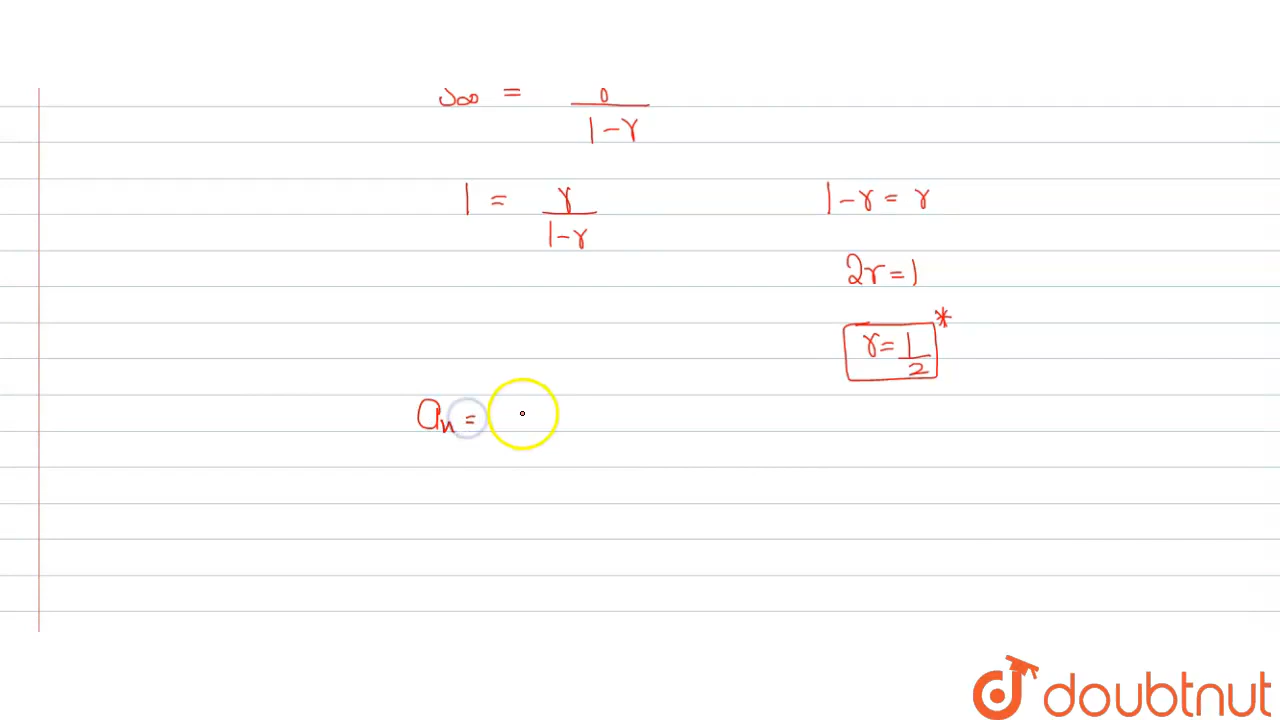 = / 1-r
1 = r / 1-r
1-r = r
2r = 1
*
r = 1/2
an =
doubtnut